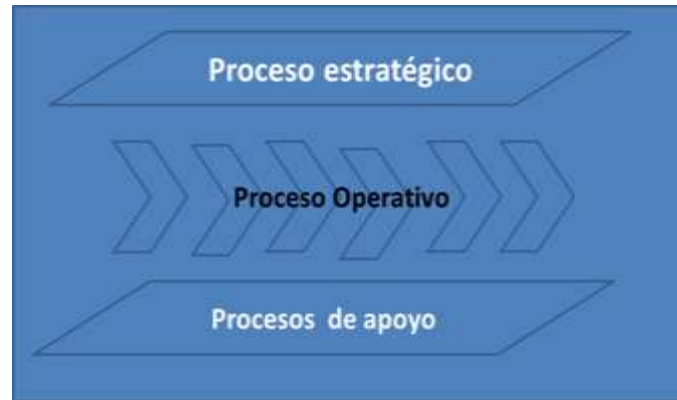 Proceso estratégico
Proceso Operativo
Procesos de apoyo